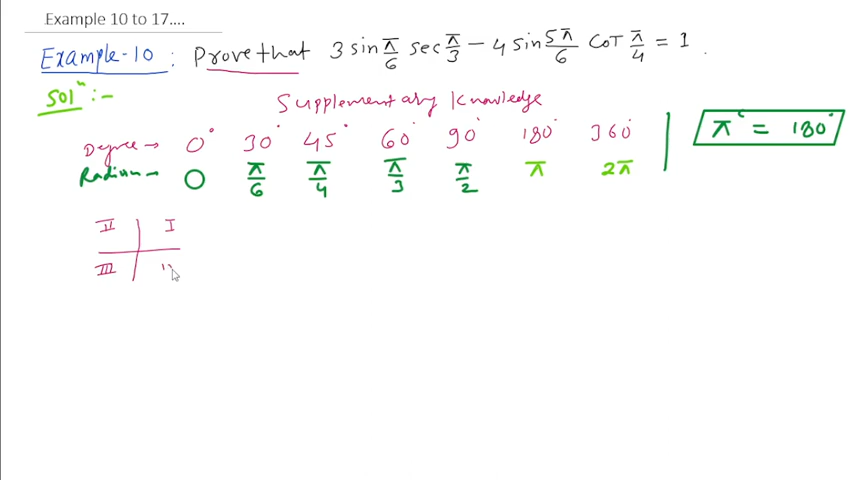 Example 10 to 17....
Example-10 : Prove that 3 sin π/6 sec π/3 − 4 sin 5π/6 cot π/4 = 1 .
Solⁿ :-
Supplementary Knowledge
Degree → 0° 30° 45° 60° 90° 180° 360°
πᶜ = 180°
Radian → 0 π/6 π/4 π/3 π/2 π 2π
II I
III